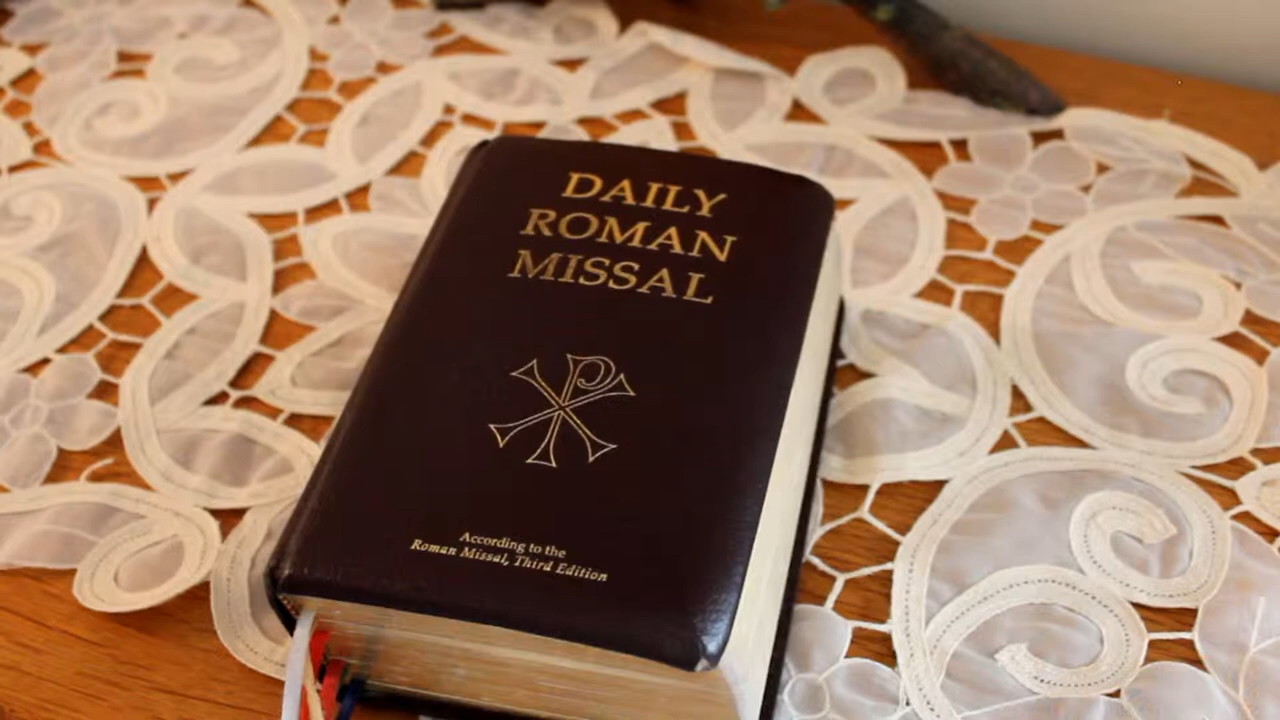 DAILY
ROMAN
MISSAL
According to the
Roman Missal, Third Edition